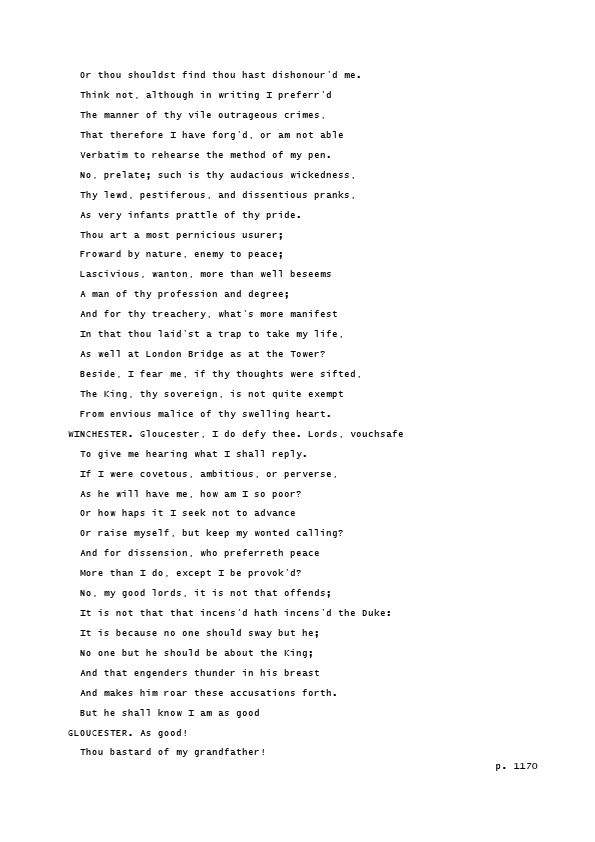 Or thou shouldst find thou hast dishonour'd me.
Think not, although in writing I preferr'd
The manner of thy vile outrageous crimes,
That therefore I have forg'd, or am not able
Verbatim to rehearse the method of my pen.
No, prelate; such is thy audacious wickedness,
Thy lewd, pestiferous, and dissentious pranks,
As very infants prattle of thy pride.
Thou art a most pernicious usurer;
Froward by nature, enemy to peace;
Lascivious, wanton, more than well beseems
A man of thy profession and degree;
And for thy treachery, what's more manifest
In that thou laid'st a trap to take my life,
As well at London Bridge as at the Tower?
Beside, I fear me, if thy thoughts were sifted,
The King, thy sovereign, is not quite exempt
From envious malice of thy swelling heart.
WINCHESTER. Gloucester, I do defy thee. Lords, vouchsafe
To give me hearing what I shall reply.
If I were covetous, ambitious, or perverse,
As he will have me, how am I so poor?
Or how haps it I seek not to advance
Or raise myself, but keep my wonted calling?
And for dissension, who preferreth peace
More than I do, except I be provok'd?
No, my good lords, it is not that offends;
It is not that that incens'd hath incens'd the Duke:
It is because no one should sway but he;
No one but he should be about the King;
And that engenders thunder in his breast
And makes him roar these accusations forth.
But he shall know I am as good
GLOUCESTER. As good!
Thou bastard of my grandfather!
p. 1170